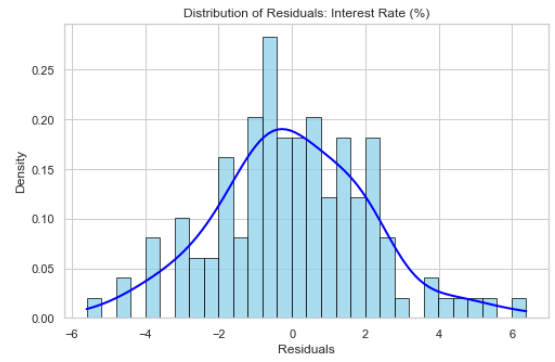 Distribution of Residuals: Interest Rate (%)
Density
0.25
0.20
0.15
0.10
0.05
0.00
−6 −4 −2 0 2 4 6
Residuals